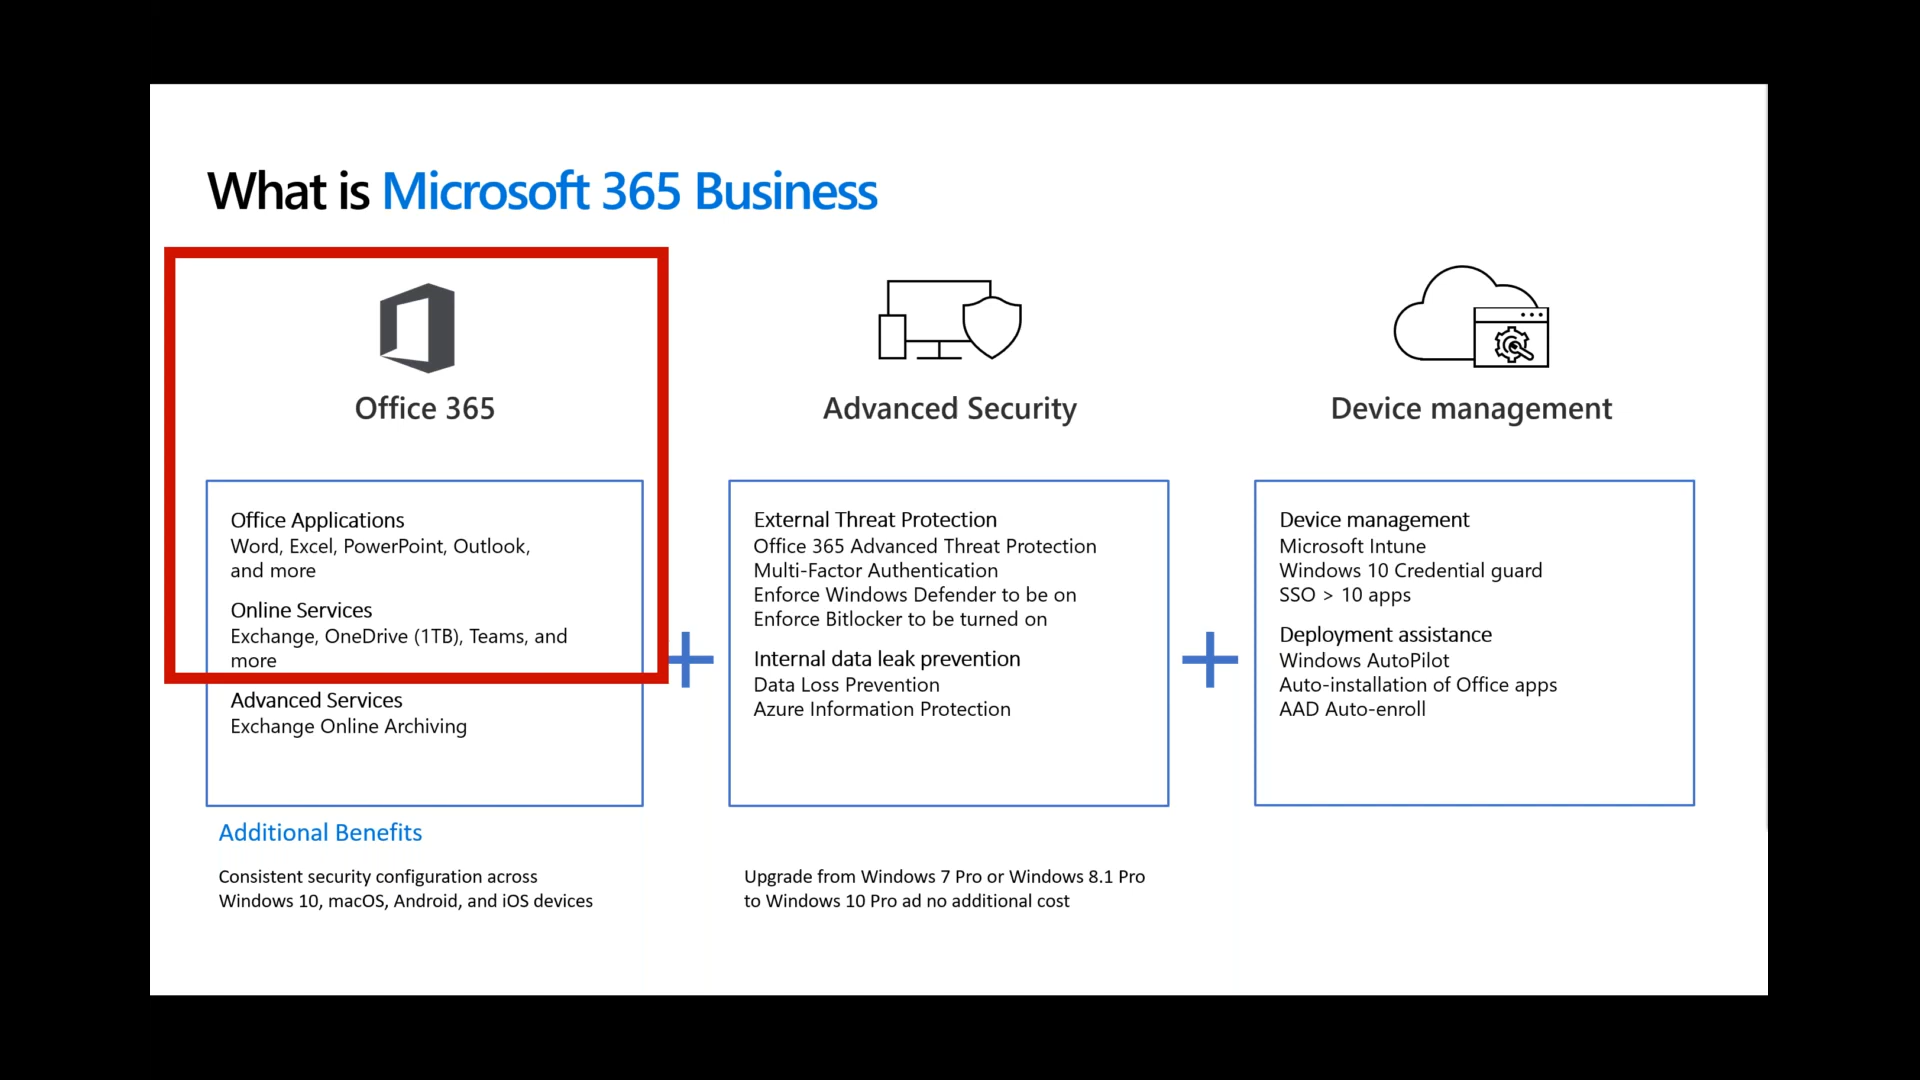 What is Microsoft 365 Business
Office 365
Office Applications
Word, Excel, PowerPoint, Outlook,
and more
Online Services
Exchange, OneDrive (1TB), Teams, and
more
Advanced Services
Exchange Online Archiving
Advanced Security
External Threat Protection
Office 365 Advanced Threat Protection
Multi-Factor Authentication
Enforce Windows Defender to be on
Enforce Bitlocker to be turned on
Internal data leak prevention
Data Loss Prevention
Azure Information Protection
Device management
Device management
Microsoft Intune
Windows 10 Credential guard
SSO > 10 apps
Deployment assistance
Windows AutoPilot
Auto-installation of Office apps
AAD Auto-enroll
Additional Benefits
Consistent security configuration across
Windows 10, macOS, Android, and iOS devices
Upgrade from Windows 7 Pro or Windows 8.1 Pro
to Windows 10 Pro ad no additional cost